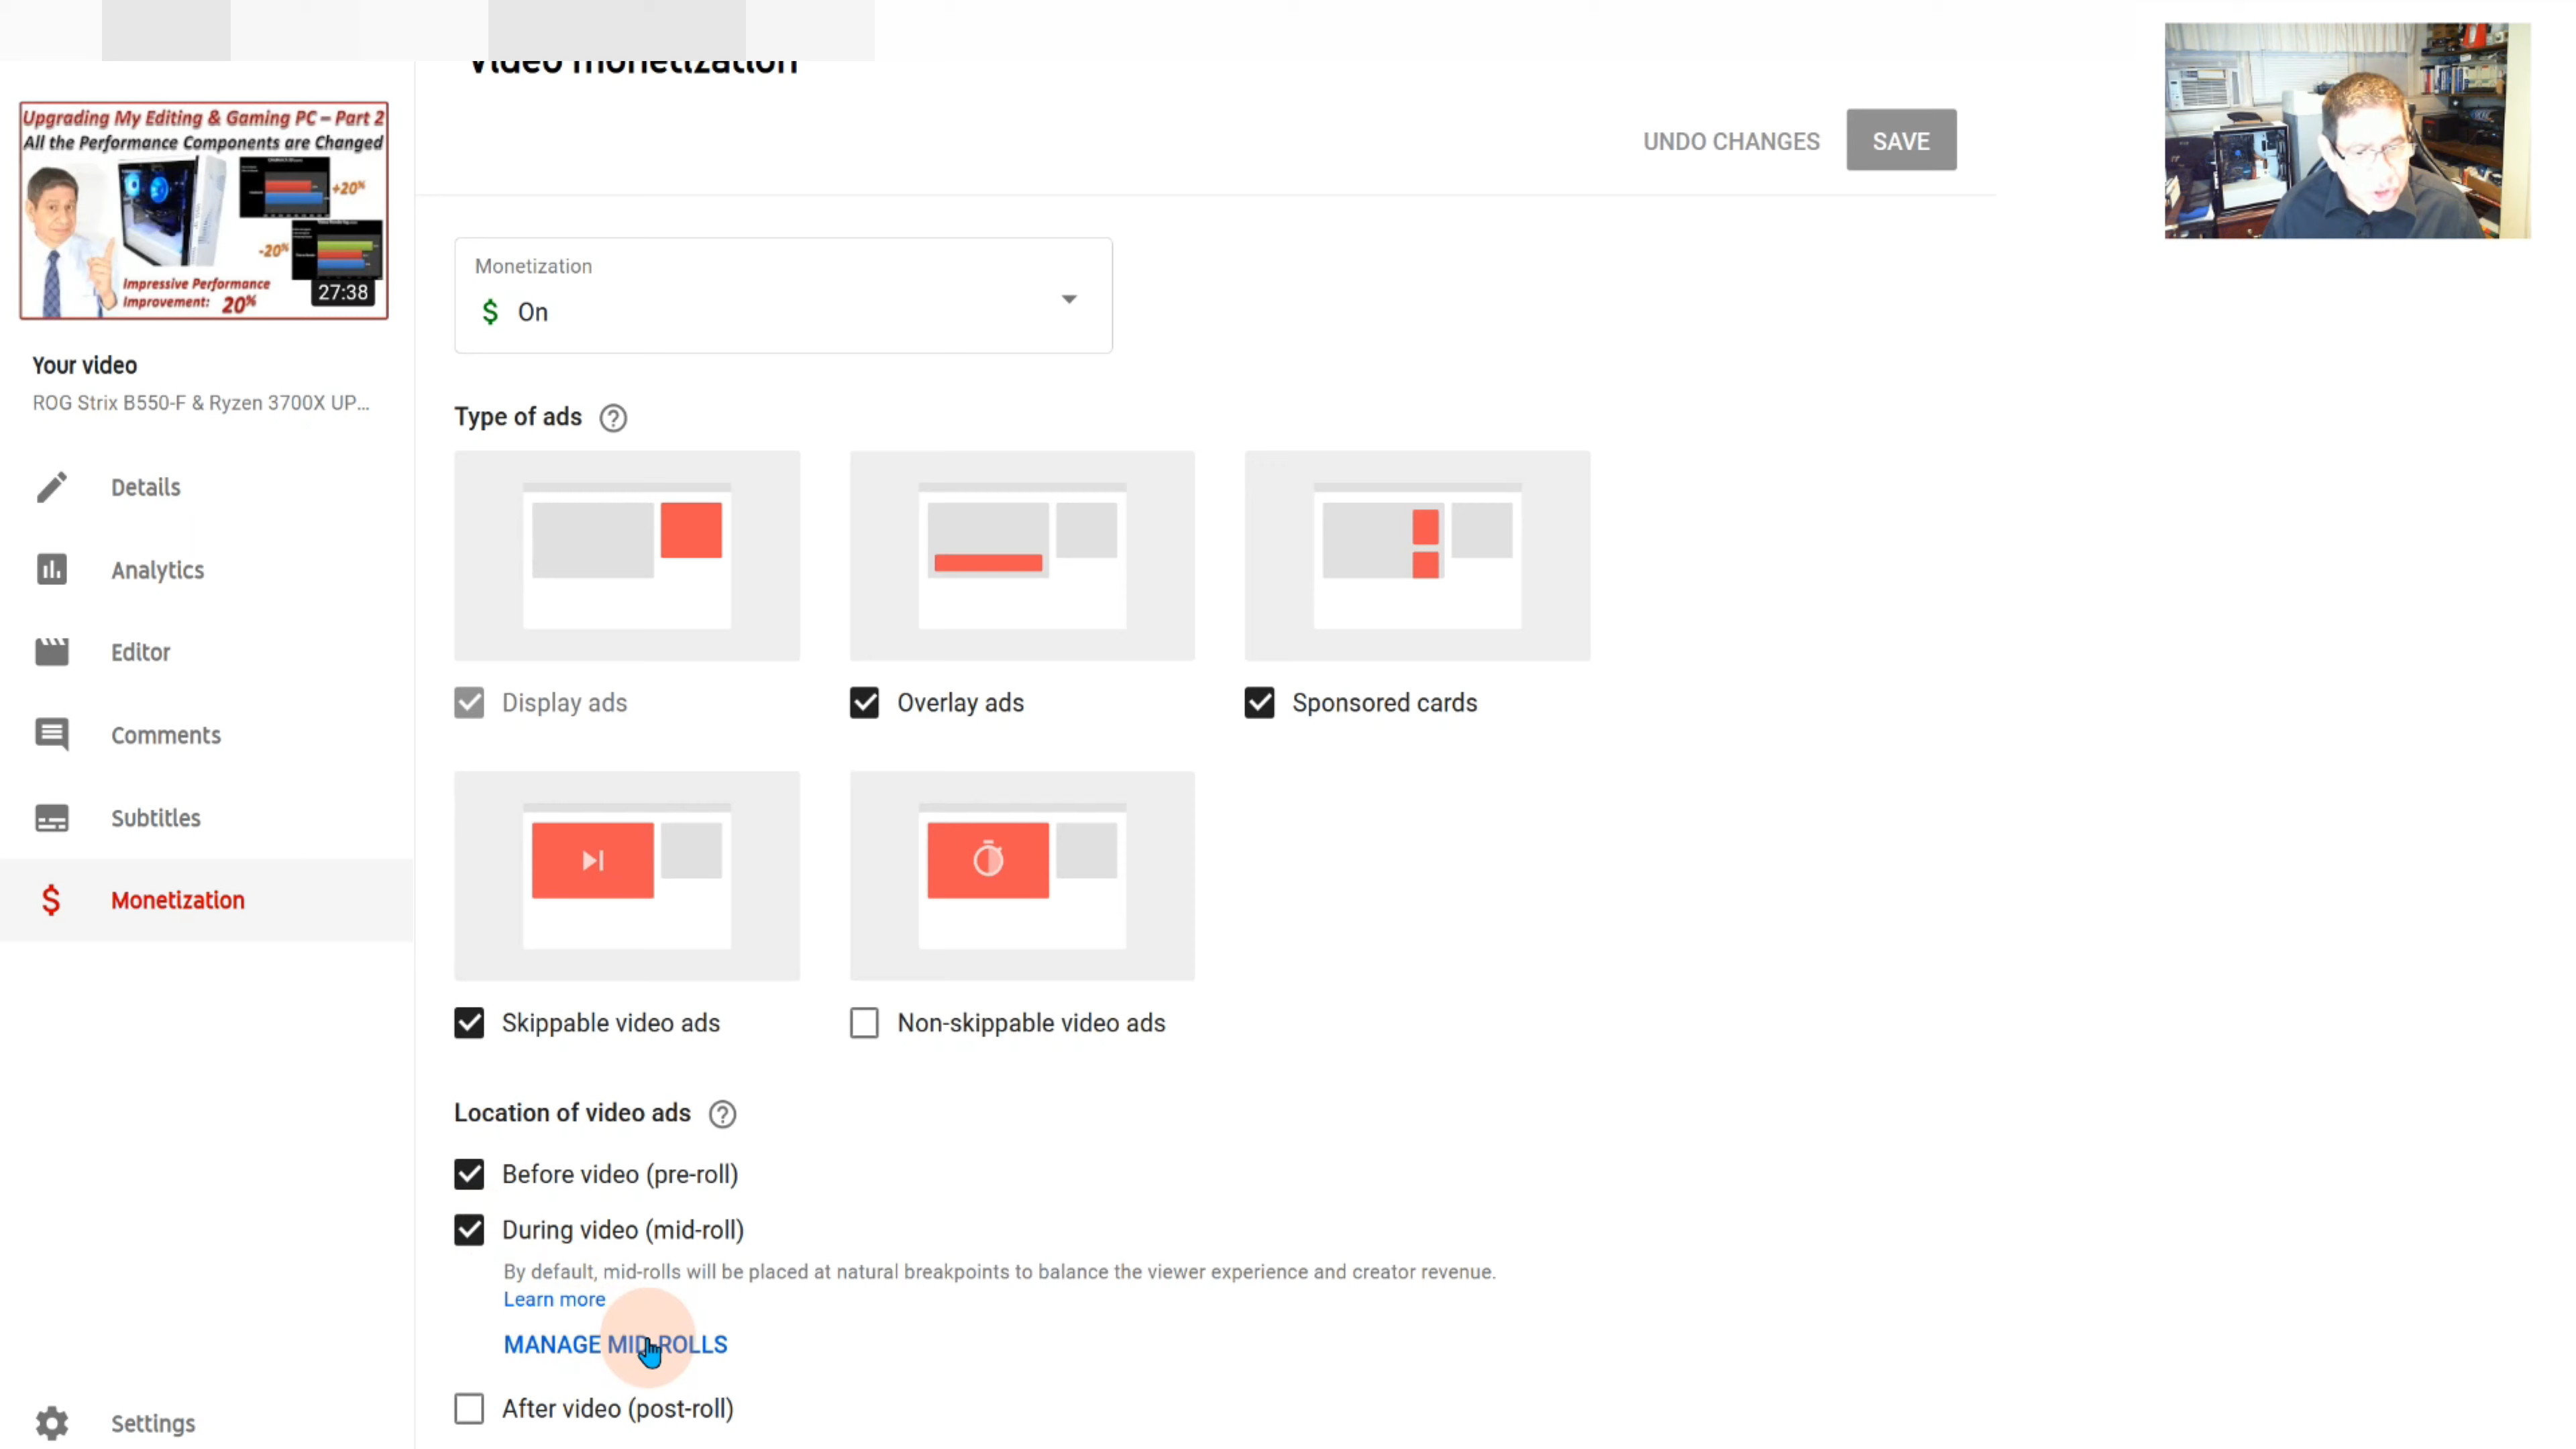 Video monetization
UNDO CHANGES
SAVE
Upgrading My Editing & Gaming PC – Part 2
All the Performance Components are Changed
+20%
-20%
Impressive Performance
Improvement: 20%
27:38
Your video
ROG Strix B550-F & Ryzen 3700X UP...
Details
Analytics
Editor
Comments
Subtitles
Monetization
Settings
Monetization
On
Type of ads
Display ads
Overlay ads
Sponsored cards
Skippable video ads
Non-skippable video ads
Location of video ads
Before video (pre-roll)
During video (mid-roll)
By default, mid-rolls will be placed at natural breakpoints to balance the viewer experience and creator revenue.
Learn more
MANAGE MID-ROLLS
After video (post-roll)